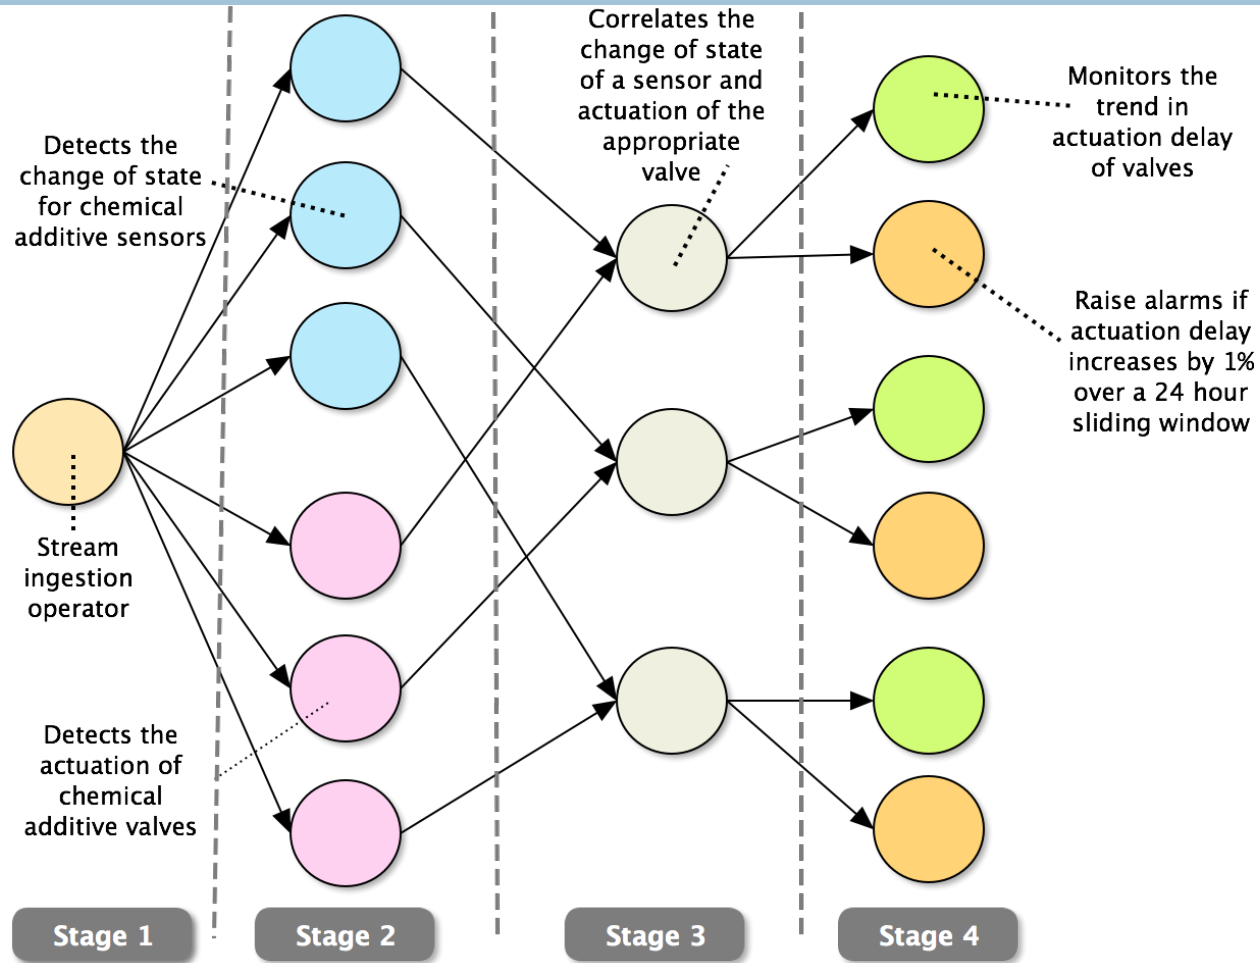 Correlates the
change of state
of a sensor and
actuation of the
appropriate
valve
Monitors the
trend in
actuation delay
of valves
Detects the
change of state
for chemical
additive sensors
Raise alarms if
actuation delay
increases by 1%
over a 24 hour
sliding window
Stream
ingestion
operator
Detects the
actuation of
chemical
additive valves
Stage 1
Stage 2
Stage 3
Stage 4